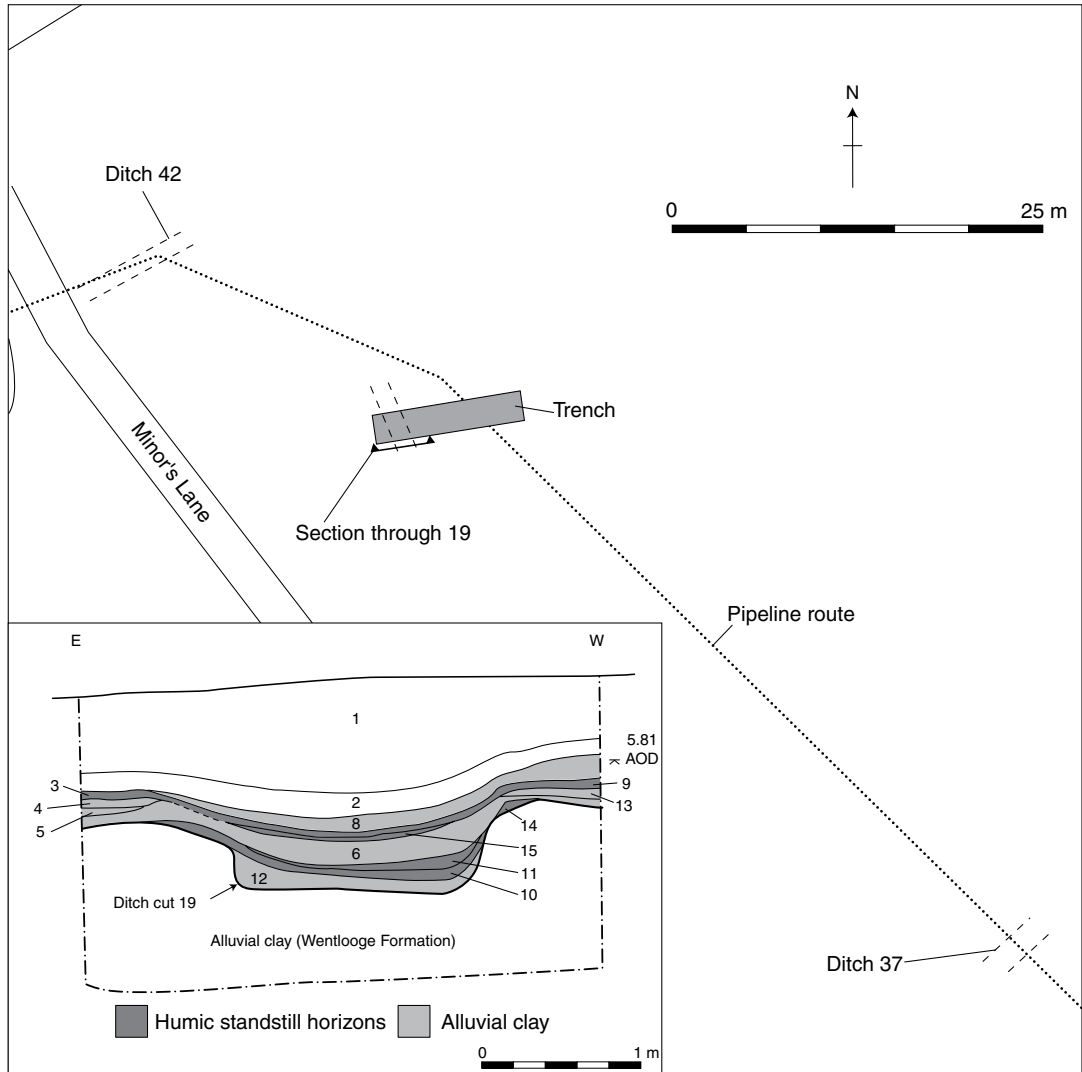 N
Ditch 42
0 25 m
Trench
Minor's Lane
Section through 19
Pipeline route
E W
1
5.81
AOD
3
2
9
4
8
13
5
14
15
6
11
12
10
Ditch cut 19
Alluvial clay (Wentlooge Formation)
Ditch 37
Humic standstill horizons
Alluvial clay
0 1 m